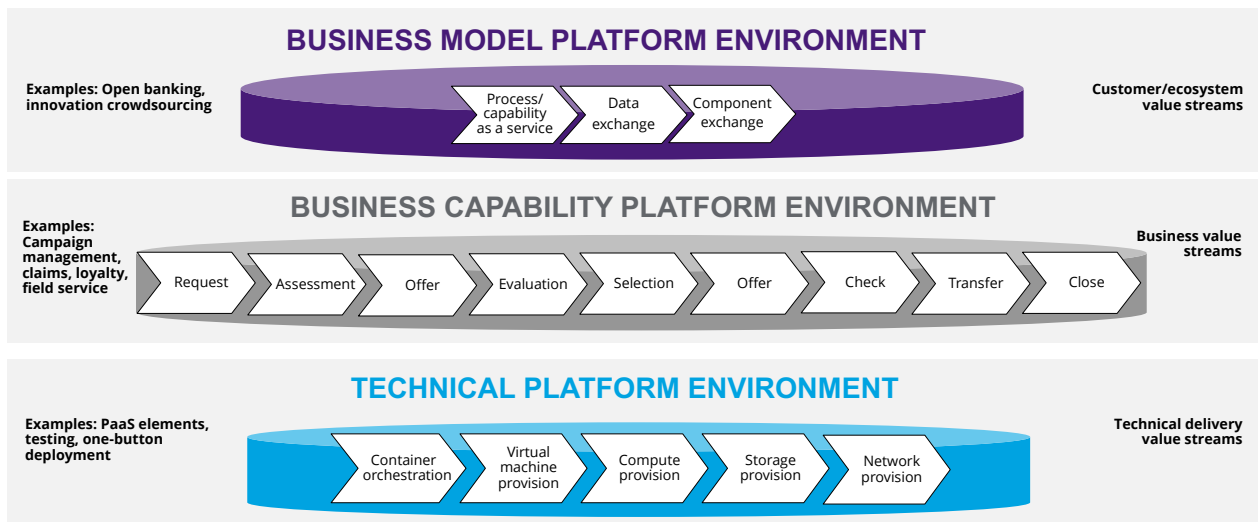 BUSINESS MODEL PLATFORM ENVIRONMENT
Examples: Open banking,
innovation crowdsourcing
Process/
capability
as a service
Data
exchange
Component
exchange
Customer/ecosystem
value streams
BUSINESS CAPABILITY PLATFORM ENVIRONMENT
Examples:
Campaign
management,
claims, loyalty,
field service
Request
Assessment
Offer
Evaluation
Selection
Offer
Check
Transfer
Close
Business value
streams
TECHNICAL PLATFORM ENVIRONMENT
Examples: PaaS elements,
testing, one-button
deployment
Container
orchestration
Virtual
machine
provision
Compute
provision
Storage
provision
Network
provision
Technical delivery
value streams